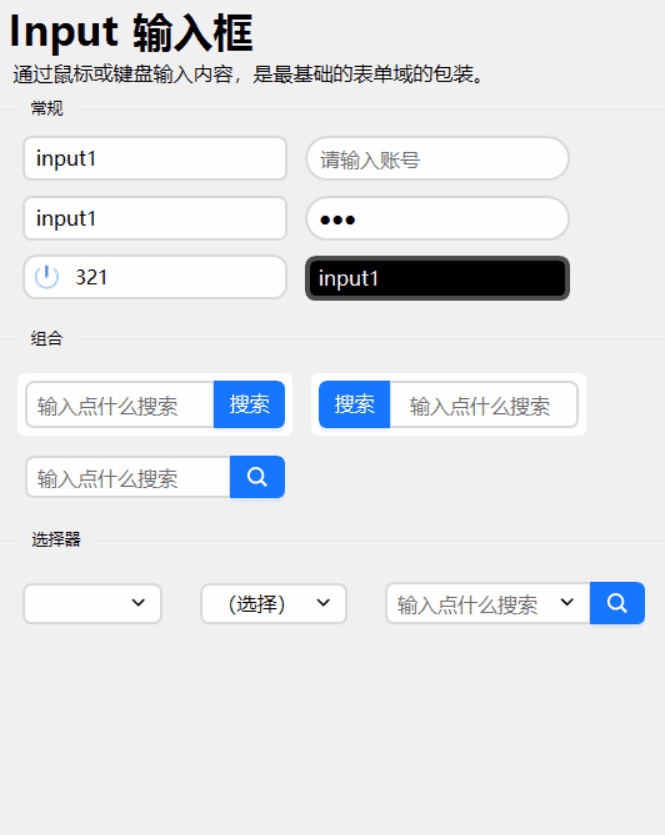 Input 输入框
通过鼠标或键盘输入内容，是最基础的表单域的包装。
常规
input1
请输入账号
input1
●●●
321
input1
组合
输入点什么搜索 搜索
搜索 输入点什么搜索
输入点什么搜索
选择器
（选择）
输入点什么搜索